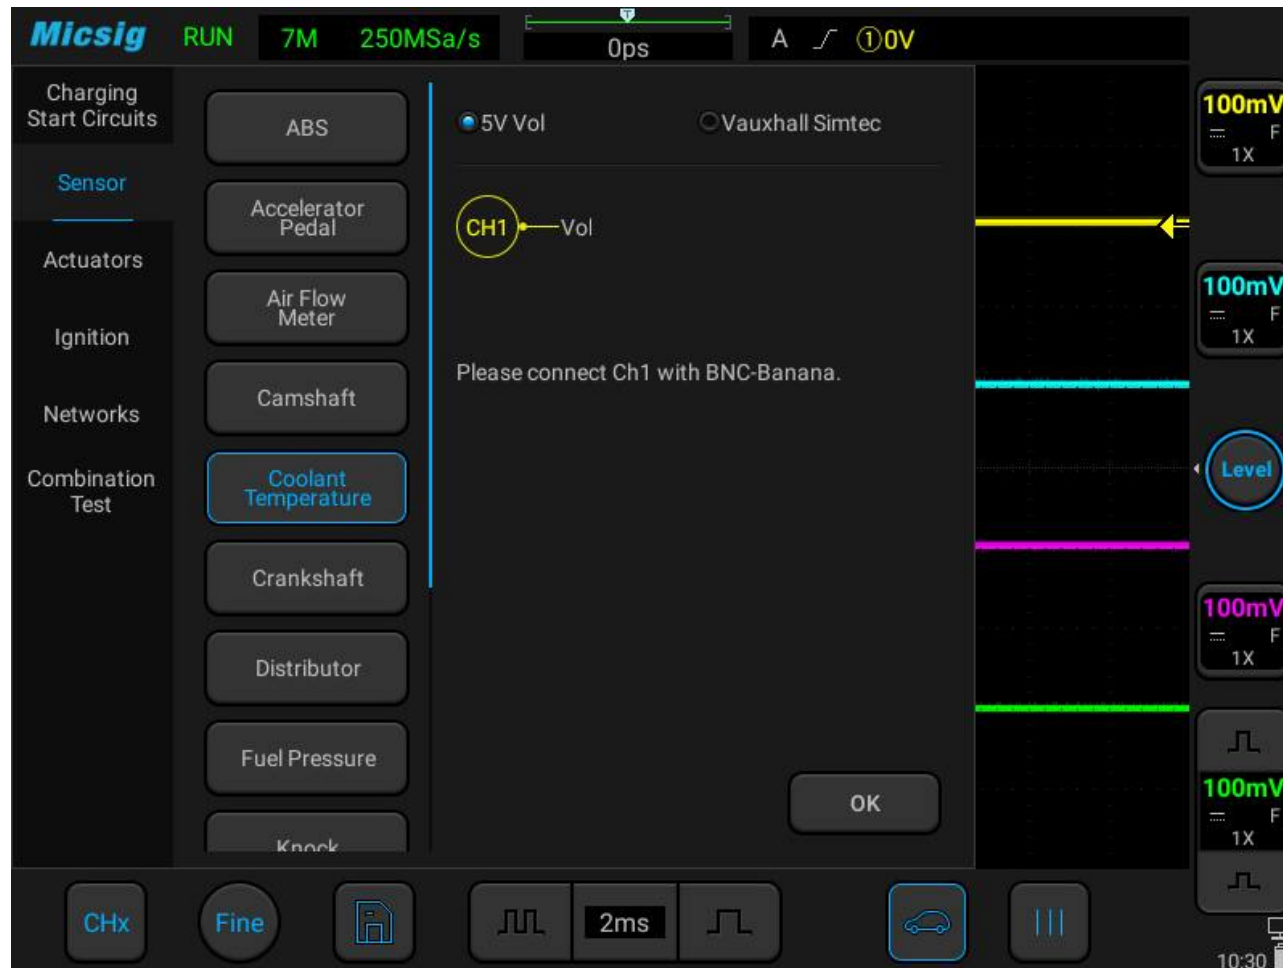 Micsig RUN 7M 250MSa/s T 0ps A ①0V
Charging
Start Circuits
Sensor
Actuators
Ignition
Networks
Combination
Test
ABS
Accelerator
Pedal
Air Flow
Meter
Camshaft
Coolant
Temperature
Crankshaft
Distributor
Fuel Pressure
Knock
5V Vol Vauxhall Simtec
CH1 Vol
Please connect Ch1 with BNC-Banana.
OK
100mV
F
1X
100mV
F
1X
Level
100mV
F
1X
100mV
F
1X
CHx Fine 2ms
10:30